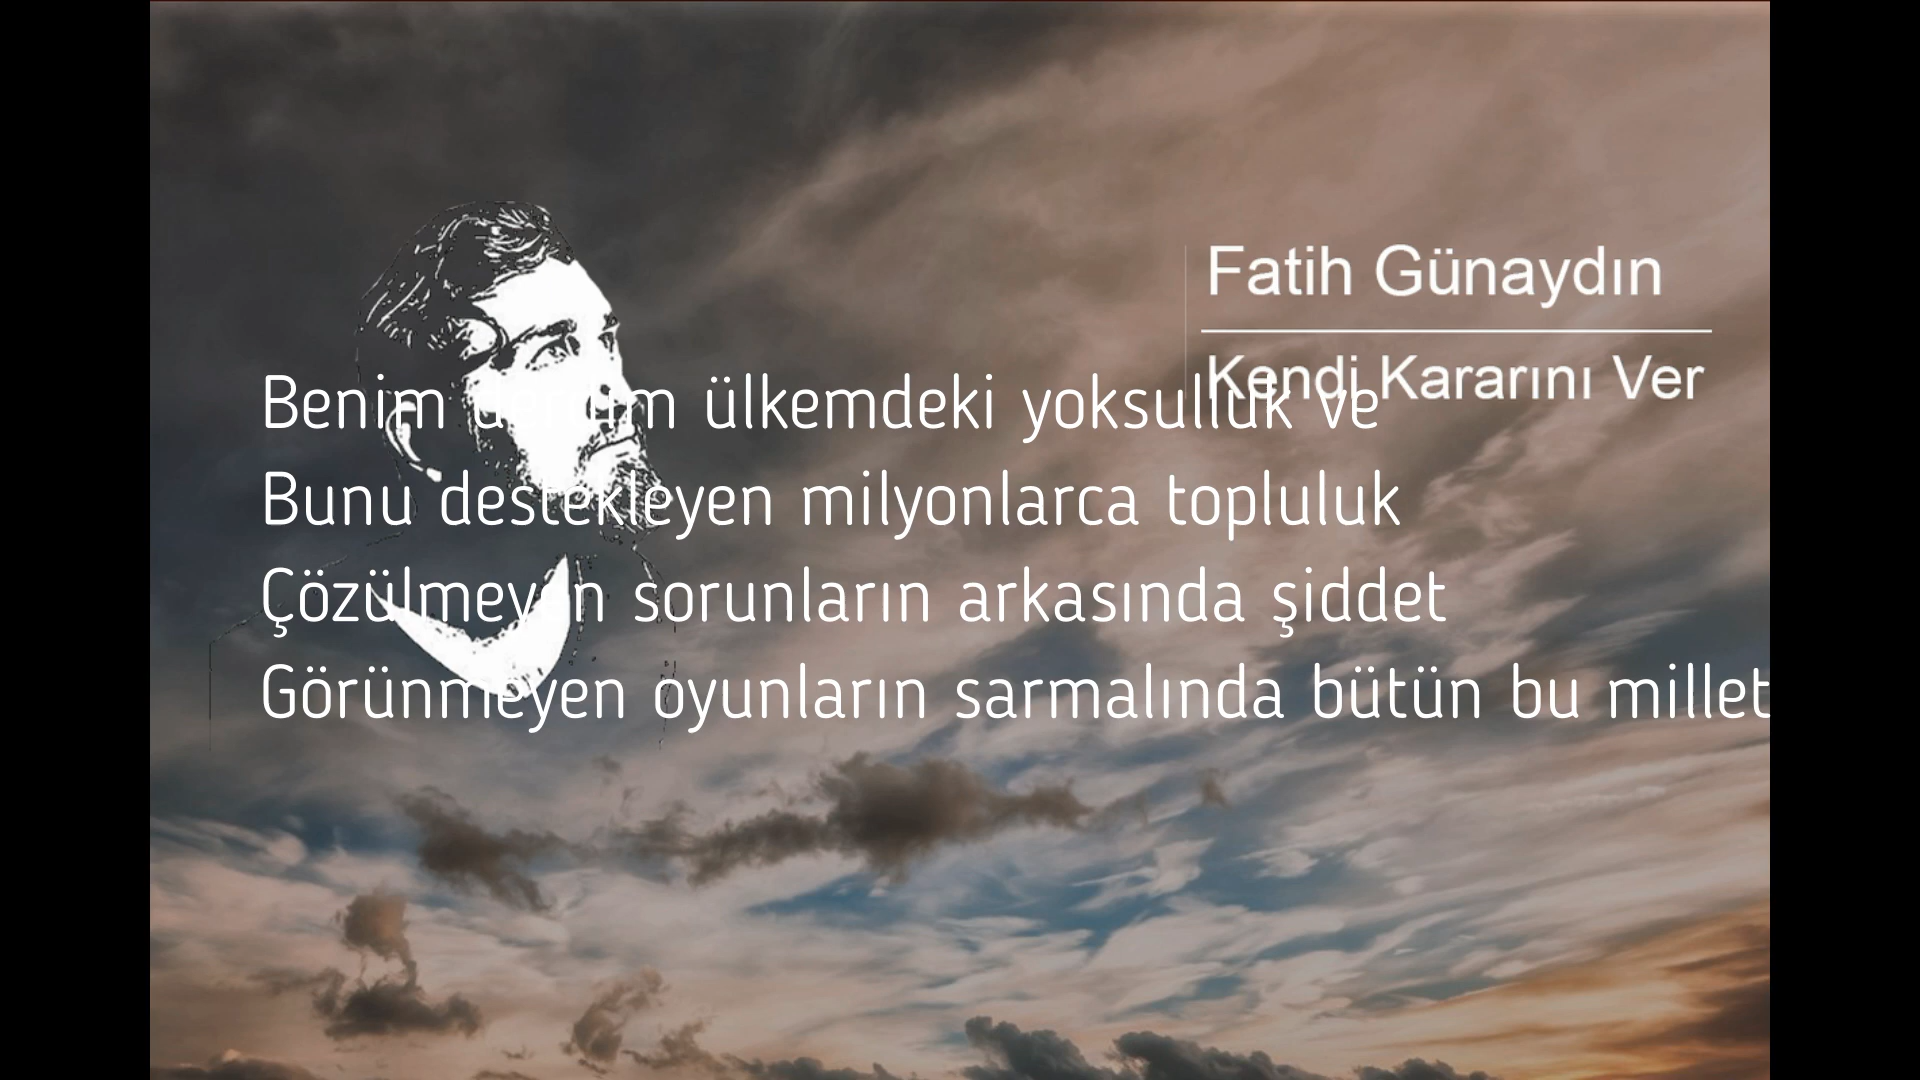 Fatih Günaydın
Kendi Kararını Ver
Benim derdim ülkemdeki yoksulluk ve
Bunu destekleyen milyonlarca topluluk
Çözülmeyen sorunların arkasında şiddet
Görünmeyen oyunların sarmalında bütün bu millet